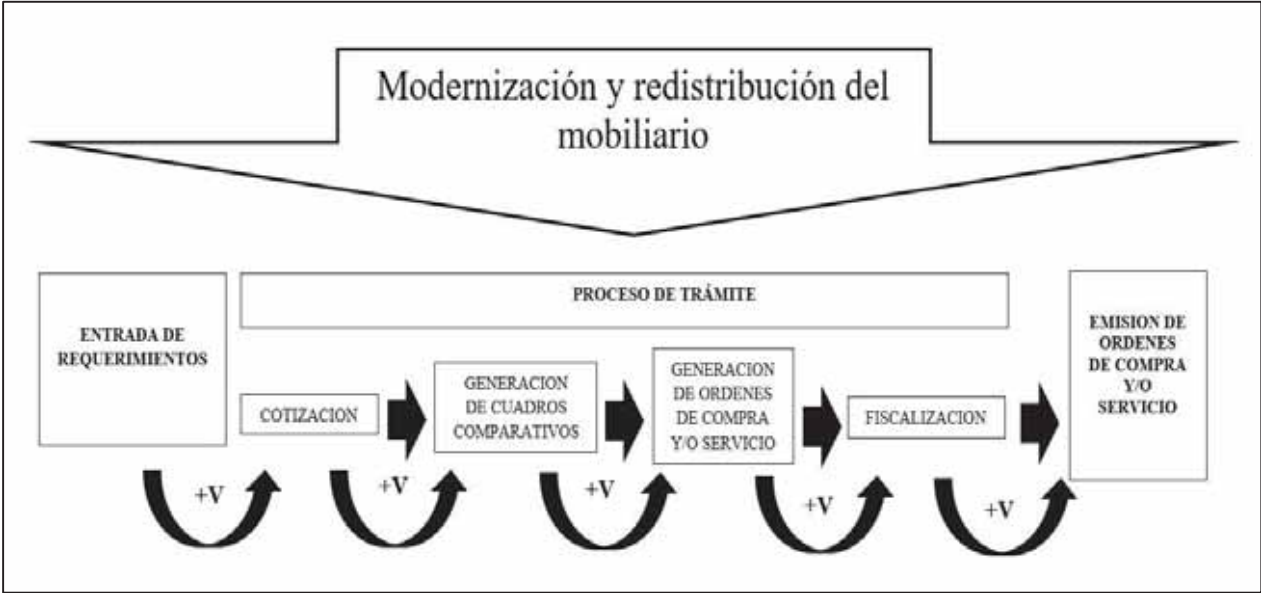 Modernización y redistribución del
mobiliario
PROCESO DE TRÁMITE
ENTRADA DE
REQUERIMIENTOS
COTIZACION
GENERACION
DE CUADROS
COMPARATIVOS
GENERACION
DE ORDENES
DE COMPRA
Y/O SERVICIO
FISCALIZACION
EMISION DE
ORDENES
DE COMPRA
Y/O
SERVICIO
+V
+V
+V
+V
+V